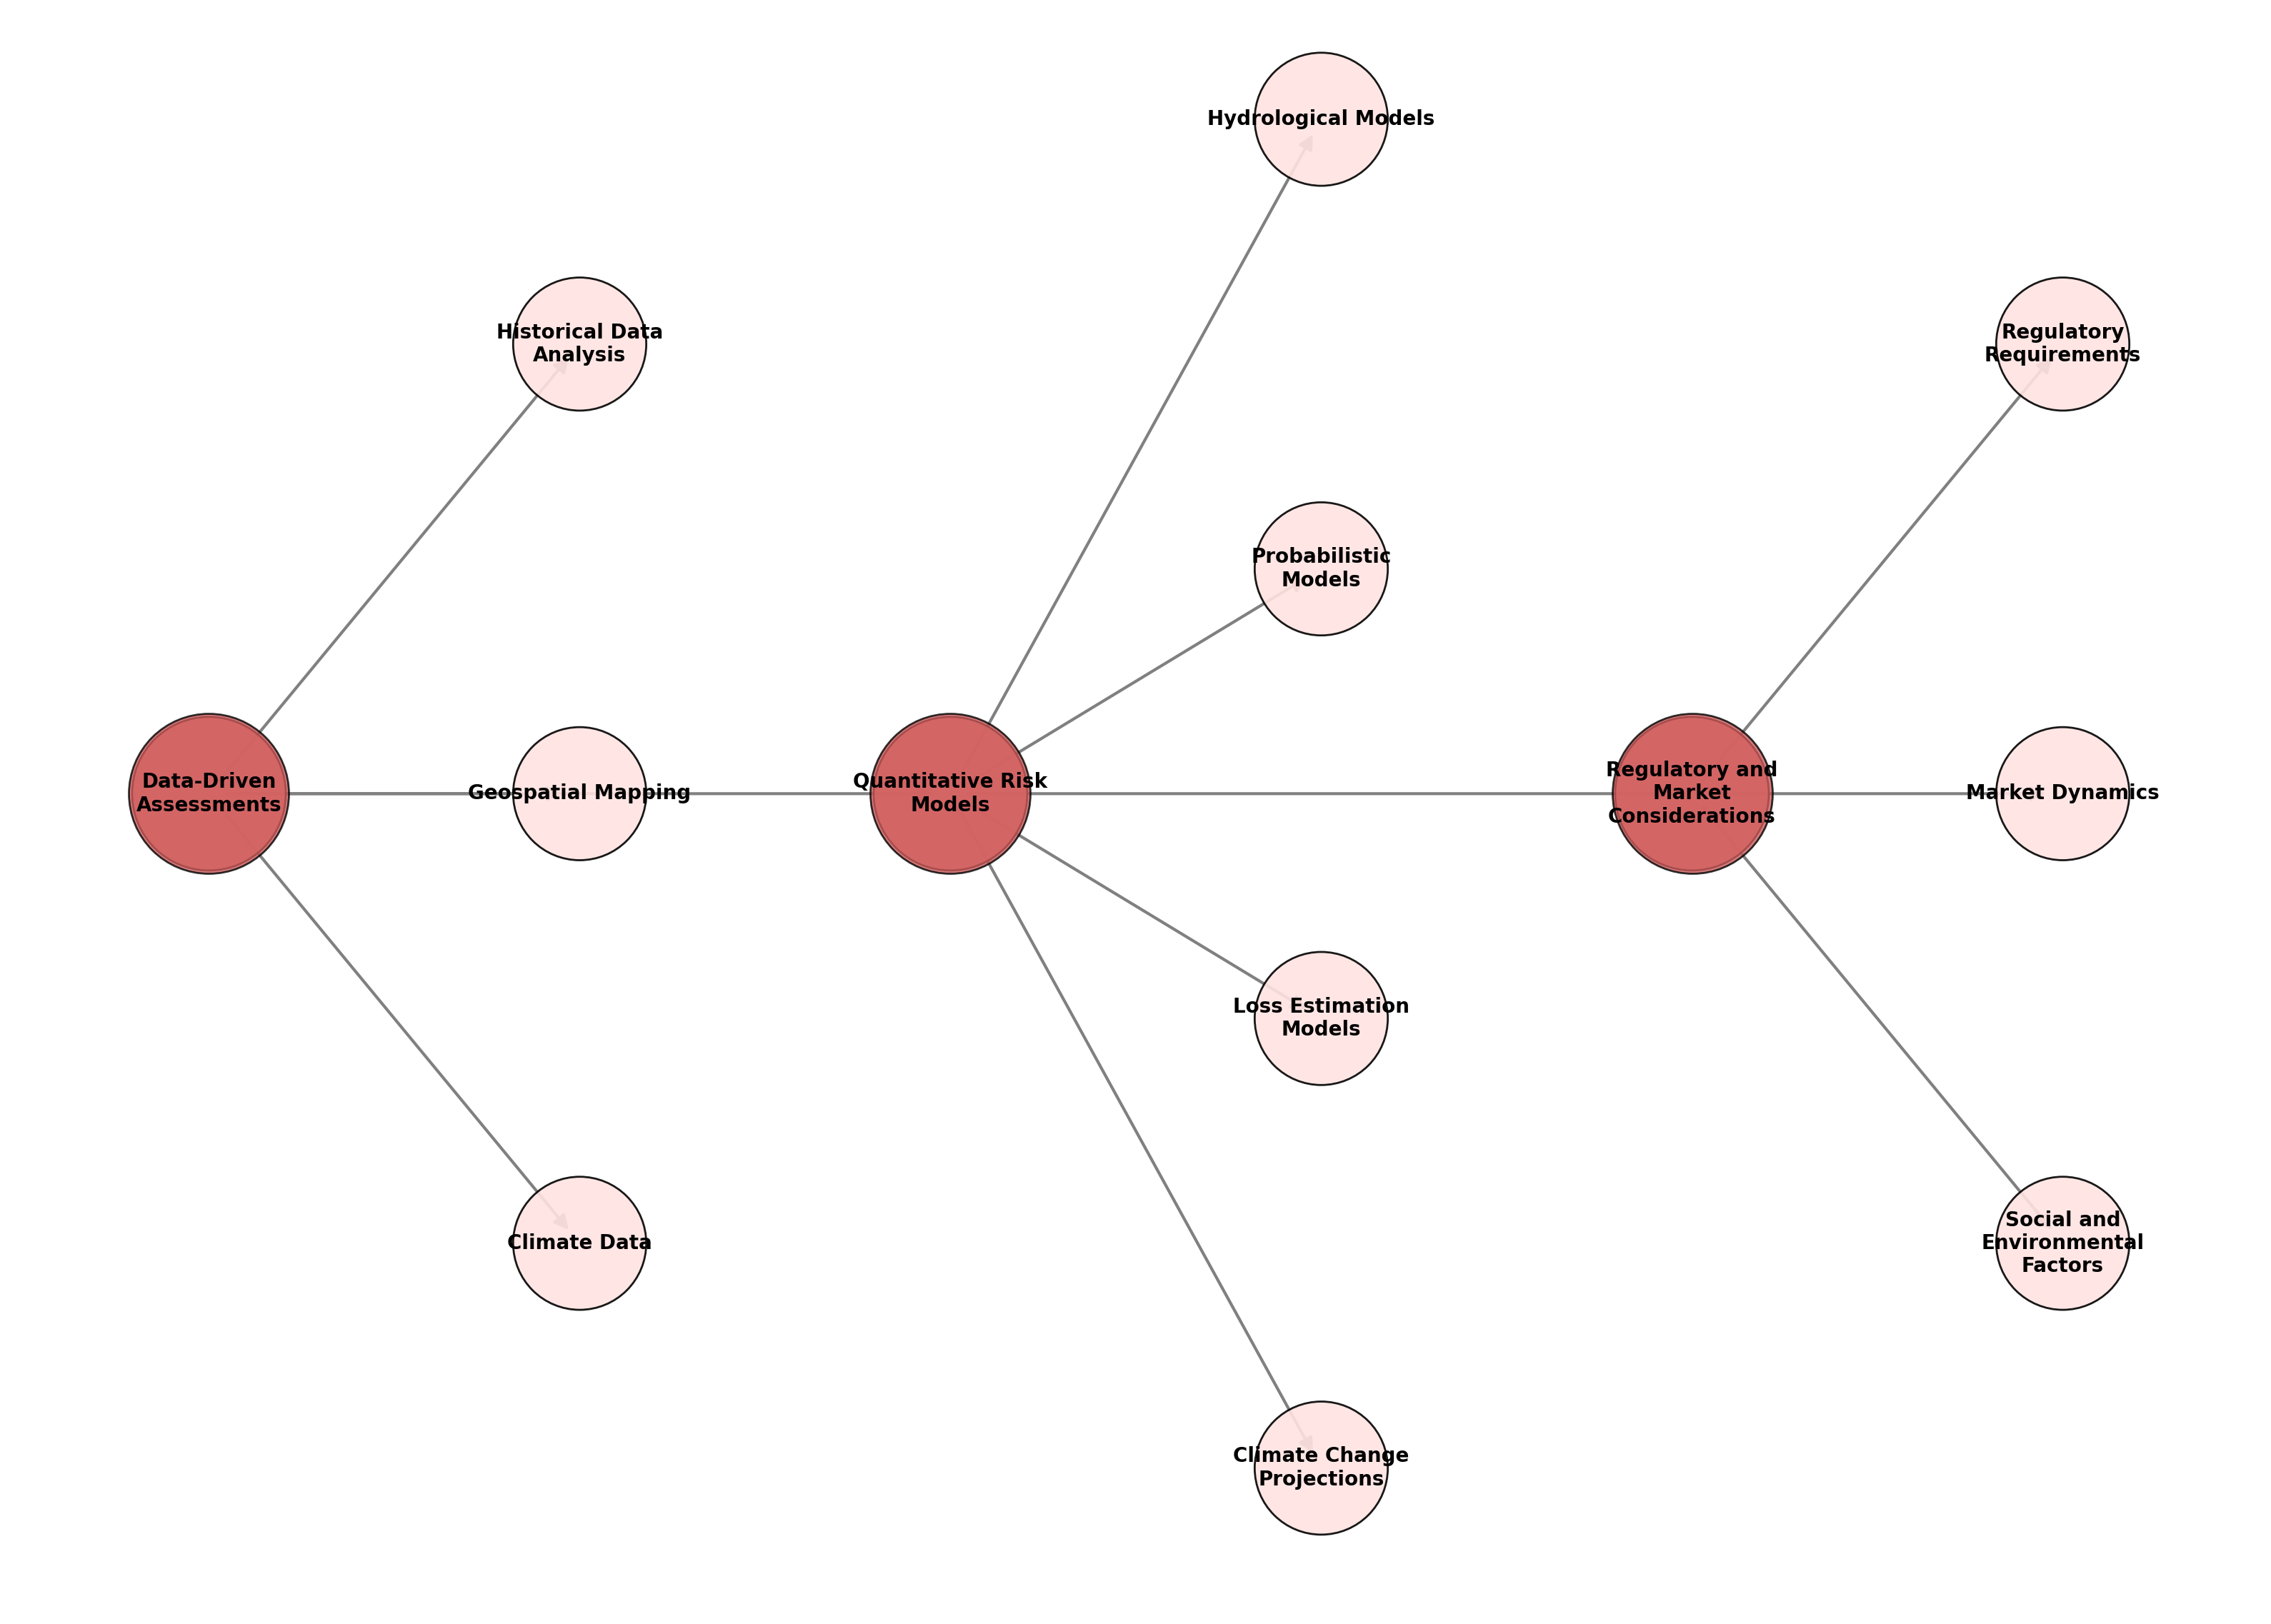 Hydrological Models
Historical Data
Analysis
Regulatory
Requirements
Probabilistic
Models
Data-Driven
Assessments
Geospatial Mapping
Quantitative Risk
Models
Regulatory and
Market
Considerations
Market Dynamics
Loss Estimation
Models
Climate Data
Social and
Environmental
Factors
Climate Change
Projections